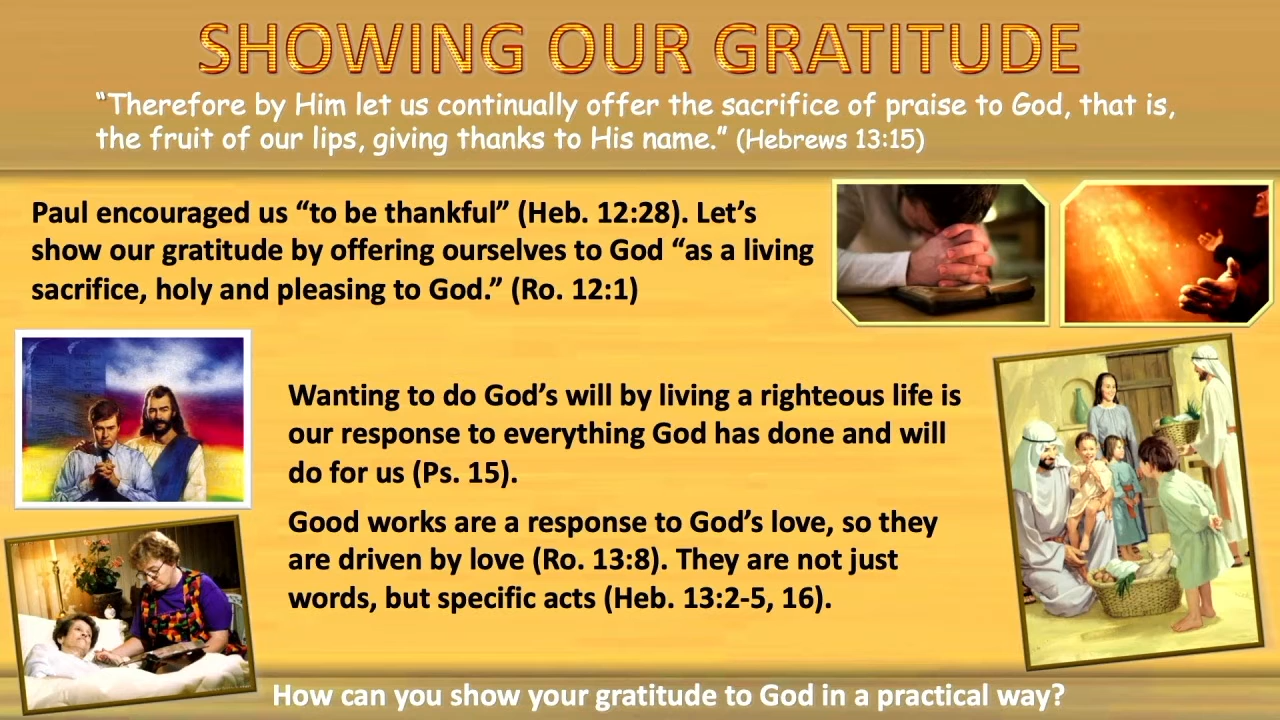 SHOWING OUR GRATITUDE
“Therefore by Him let us continually offer the sacrifice of praise to God, that is,
the fruit of our lips, giving thanks to His name.” (Hebrews 13:15)
Paul encouraged us “to be thankful” (Heb. 12:28). Let’s
show our gratitude by offering ourselves to God “as a living
sacrifice, holy and pleasing to God.” (Ro. 12:1)
Wanting to do God’s will by living a righteous life is
our response to everything God has done and will
do for us (Ps. 15).
Good works are a response to God’s love, so they
are driven by love (Ro. 13:8). They are not just
words, but specific acts (Heb. 13:2-5, 16).
How can you show your gratitude to God in a practical way?